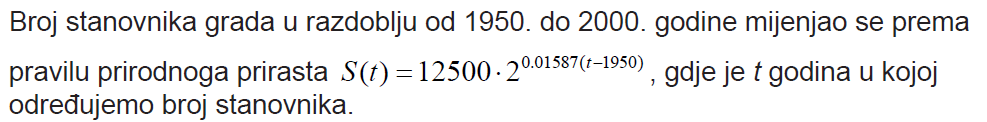 Broj stanovnika grada u razdoblju od 1950. do 2000. godine mijenjao se prema
pravilu prirodnoga prirasta S(t) = 12500 · 2^{0.01587(t−1950)} , gdje je t godina u kojoj
određujemo broj stanovnika.